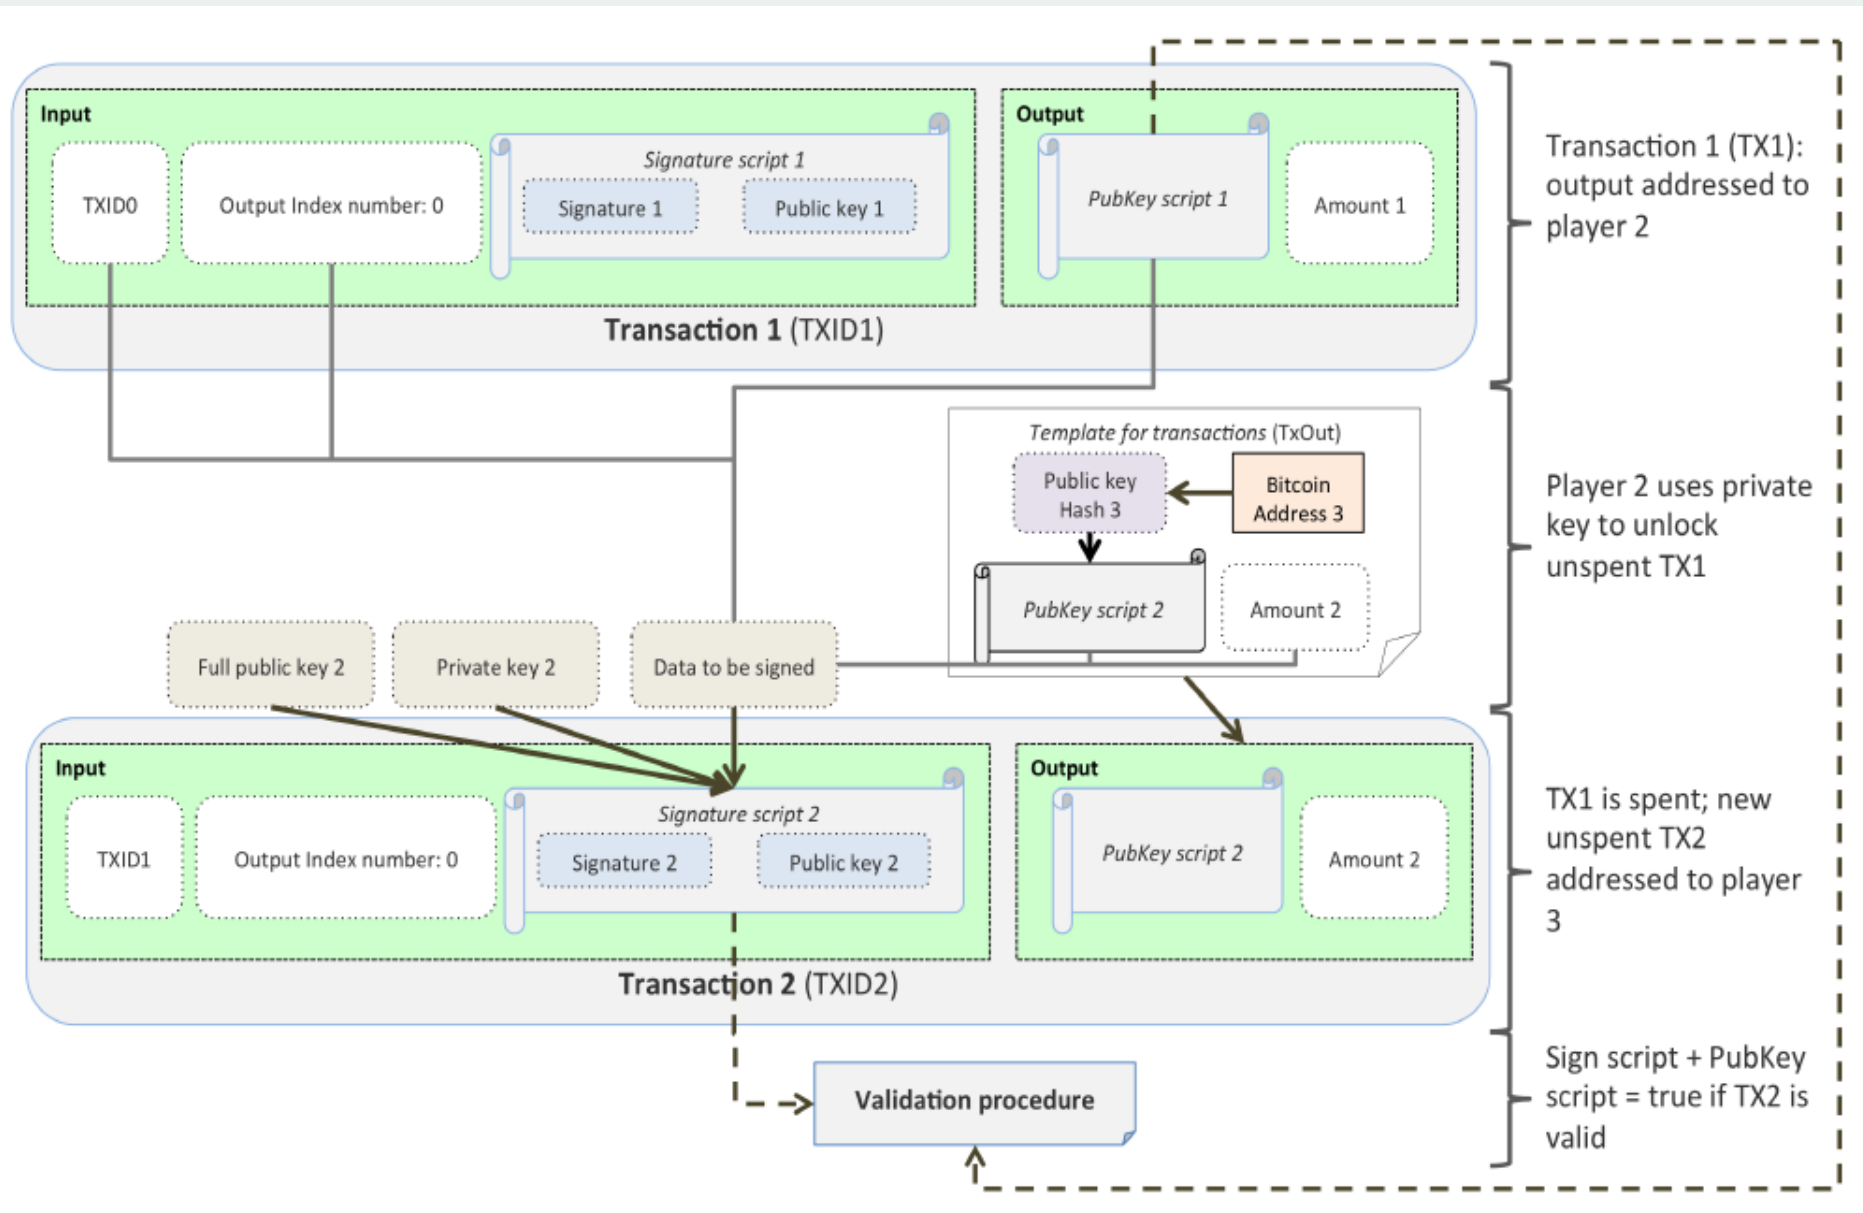 Input
TXID0
Output Index number: 0
Signature script 1
Signature 1
Public key 1
Output
PubKey script 1
Amount 1
Transaction 1 (TXID1)
Transaction 1 (TX1):
output addressed to
player 2
Template for transactions (TxOut)
Public key
Hash 3
Bitcoin
Address 3
PubKey script 2
Amount 2
Player 2 uses private
key to unlock
unspent TX1
Full public key 2
Private key 2
Data to be signed
Input
TXID1
Output Index number: 0
Signature script 2
Signature 2
Public key 2
Output
PubKey script 2
Amount 2
Transaction 2 (TXID2)
TX1 is spent; new
unspent TX2
addressed to player
3
Validation procedure
Sign script + PubKey
script = true if TX2 is
valid